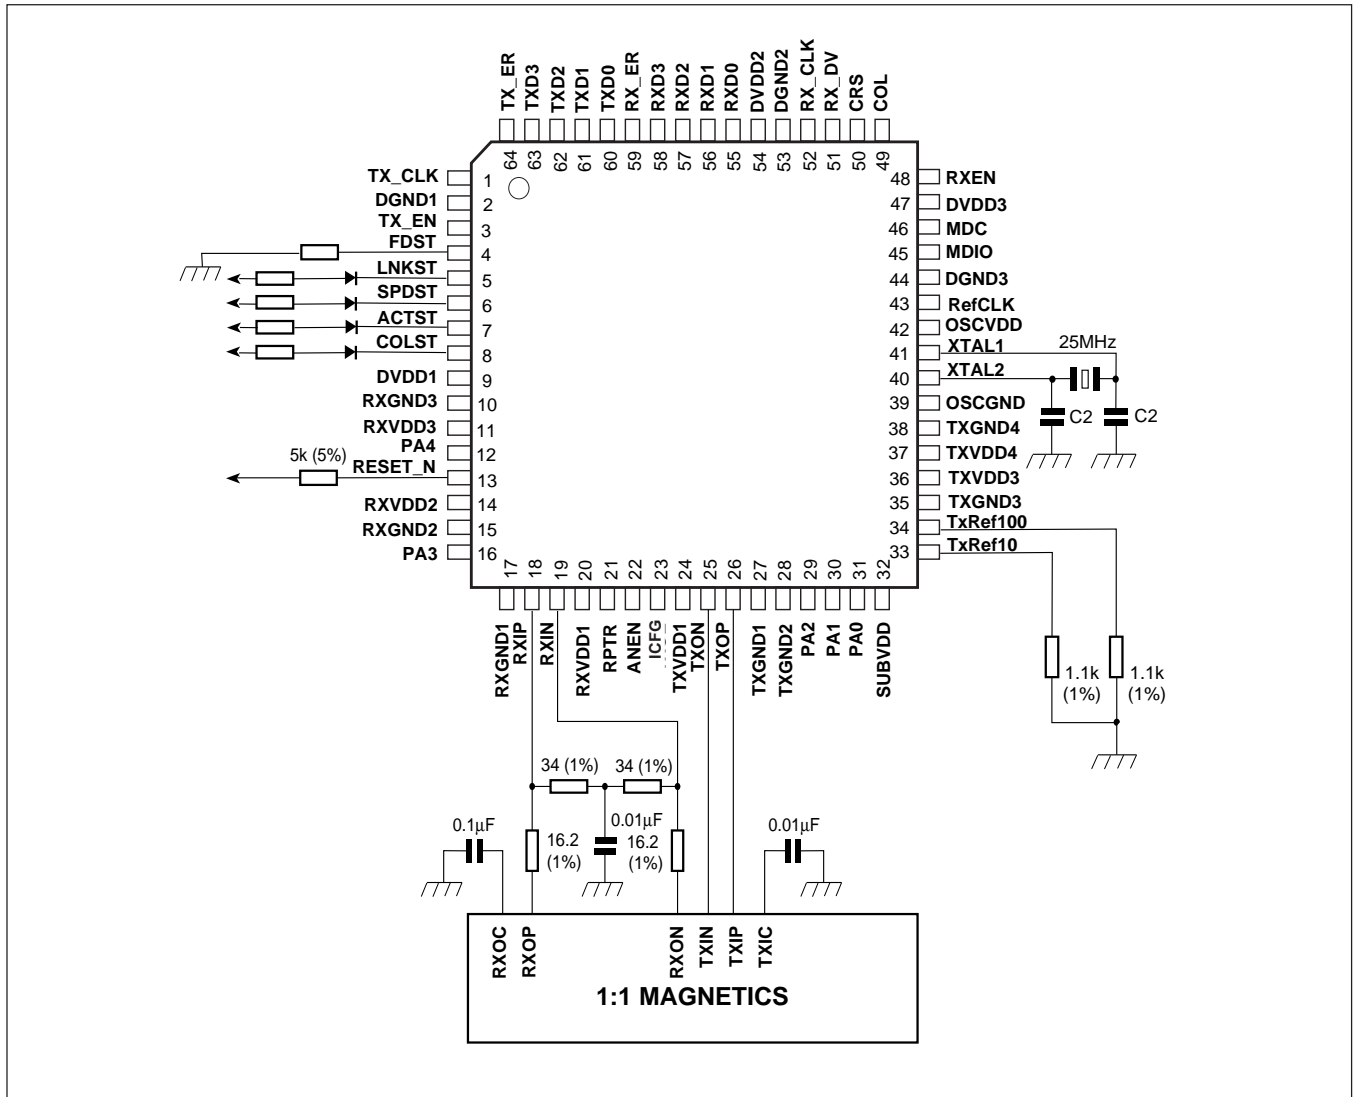 TX_ER TXD3 TXD2 TXD1 TXD0 RX_ER RXD3 RXD2 RXD1 RXD0 DVDD2 DGND2 RX_CLK RX_DV CRS COL
64 63 62 61 60 59 58 57 56 55 54 53 52 51 50 49
TX_CLK 1
DGND1 2
TX_EN 3
FDST 4
LNKST 5
SPDST 6
ACTST 7
COLST 8
DVDD1 9
RXGND3 10
RXVDD3 11
PA4 12
5k (5%) RESET_N 13
RXVDD2 14
RXGND2 15
PA3 16
48 RXEN
47 DVDD3
46 MDC
45 MDIO
44 DGND3
43 RefCLK
42 OSCVDD
41 XTAL1 25MHz
40 XTAL2
39 OSCGND C2 C2
38 TXGND4
37 TXVDD4
36 TXVDD3
35 TXGND3
34 TxRef100
33 TxRef10
17 18 19 20 21 22 23 24 25 26 27 28 29 30 31 32
RXGND1 RXIP RXIN RXVDD1 RPTR ANEN ICFG TXVDD1 TXON TXOP TXGND1 TXGND2 PA2 PA1 PA0 SUBVDD
1.1k (1%) 1.1k (1%)
34 (1%) 34 (1%)
0.1µF 0.01µF 0.01µF
16.2 (1%) 16.2 (1%)
RXOC RXOP RXON TXIN TXIP TXIC
1:1 MAGNETICS